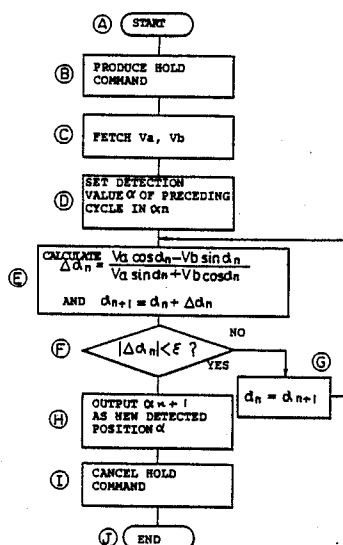 A START
B PRODUCE HOLD
COMMAND
C FETCH Va, Vb
D SET DETECTION
VALUE α OF PRECEDING
CYCLE IN αn
E CALCULATE
Δαn = (Va cosαn - Vb sinαn) / (Va sinαn + Vb cosαn)
AND αn+1 = αn + Δαn
F |Δαn| < ε ?
NO
YES
G αn = αn+1
H OUTPUT αn+1
AS NEW DETECTED
POSITION α
I CANCEL HOLD
COMMAND
J END